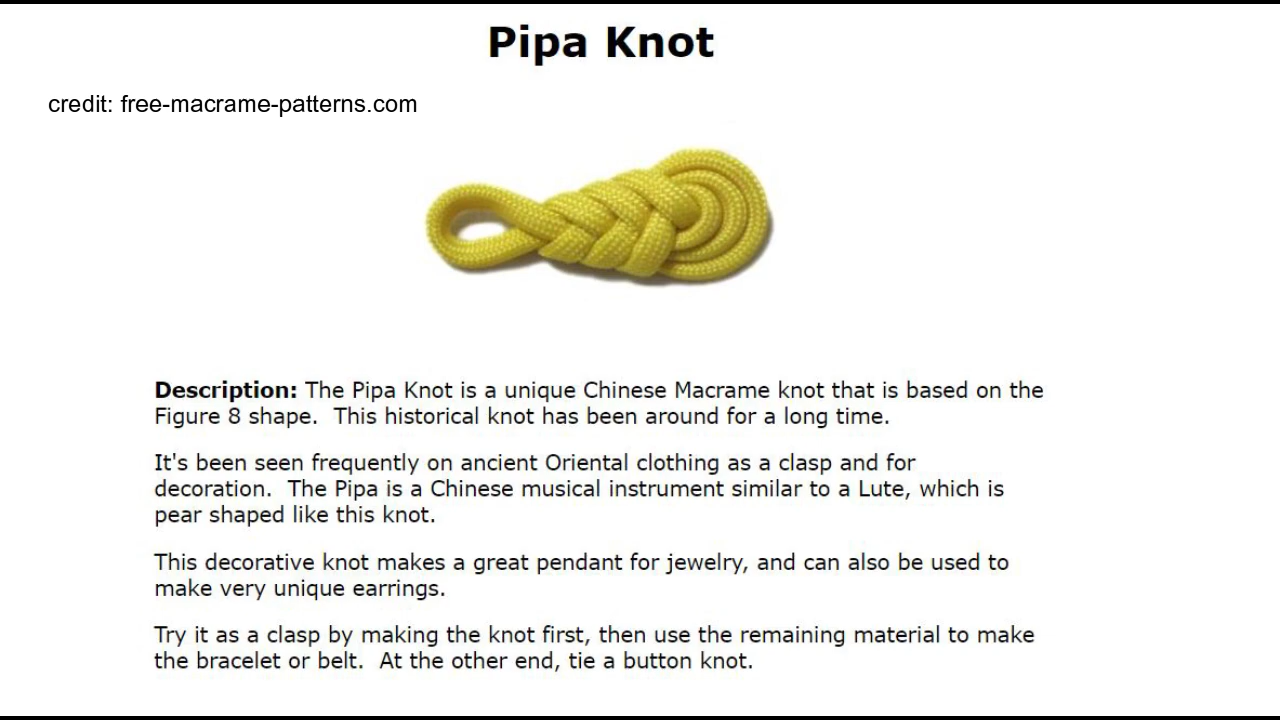 Pipa Knot
credit: free-macrame-patterns.com
Description: The Pipa Knot is a unique Chinese Macrame knot that is based on the
Figure 8 shape.  This historical knot has been around for a long time.
It's been seen frequently on ancient Oriental clothing as a clasp and for
decoration.  The Pipa is a Chinese musical instrument similar to a Lute, which is
pear shaped like this knot.
This decorative knot makes a great pendant for jewelry, and can also be used to
make very unique earrings.
Try it as a clasp by making the knot first, then use the remaining material to make
the bracelet or belt.  At the other end, tie a button knot.